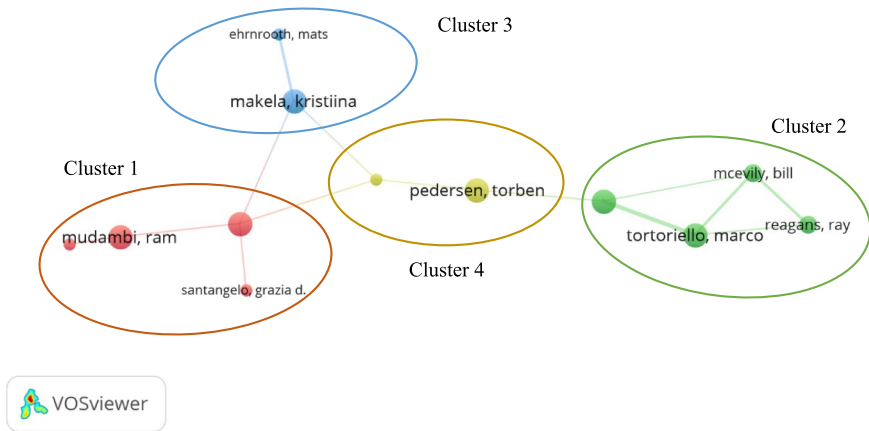 ehrnrooth, mats
Cluster 3
makela, kristiina
Cluster 2
Cluster 1
mcevily, bill
pedersen, torben
reagans, ray
mudambi, ram
tortoriello, marco
Cluster 4
santangelo, grazia d.
VOSviewer